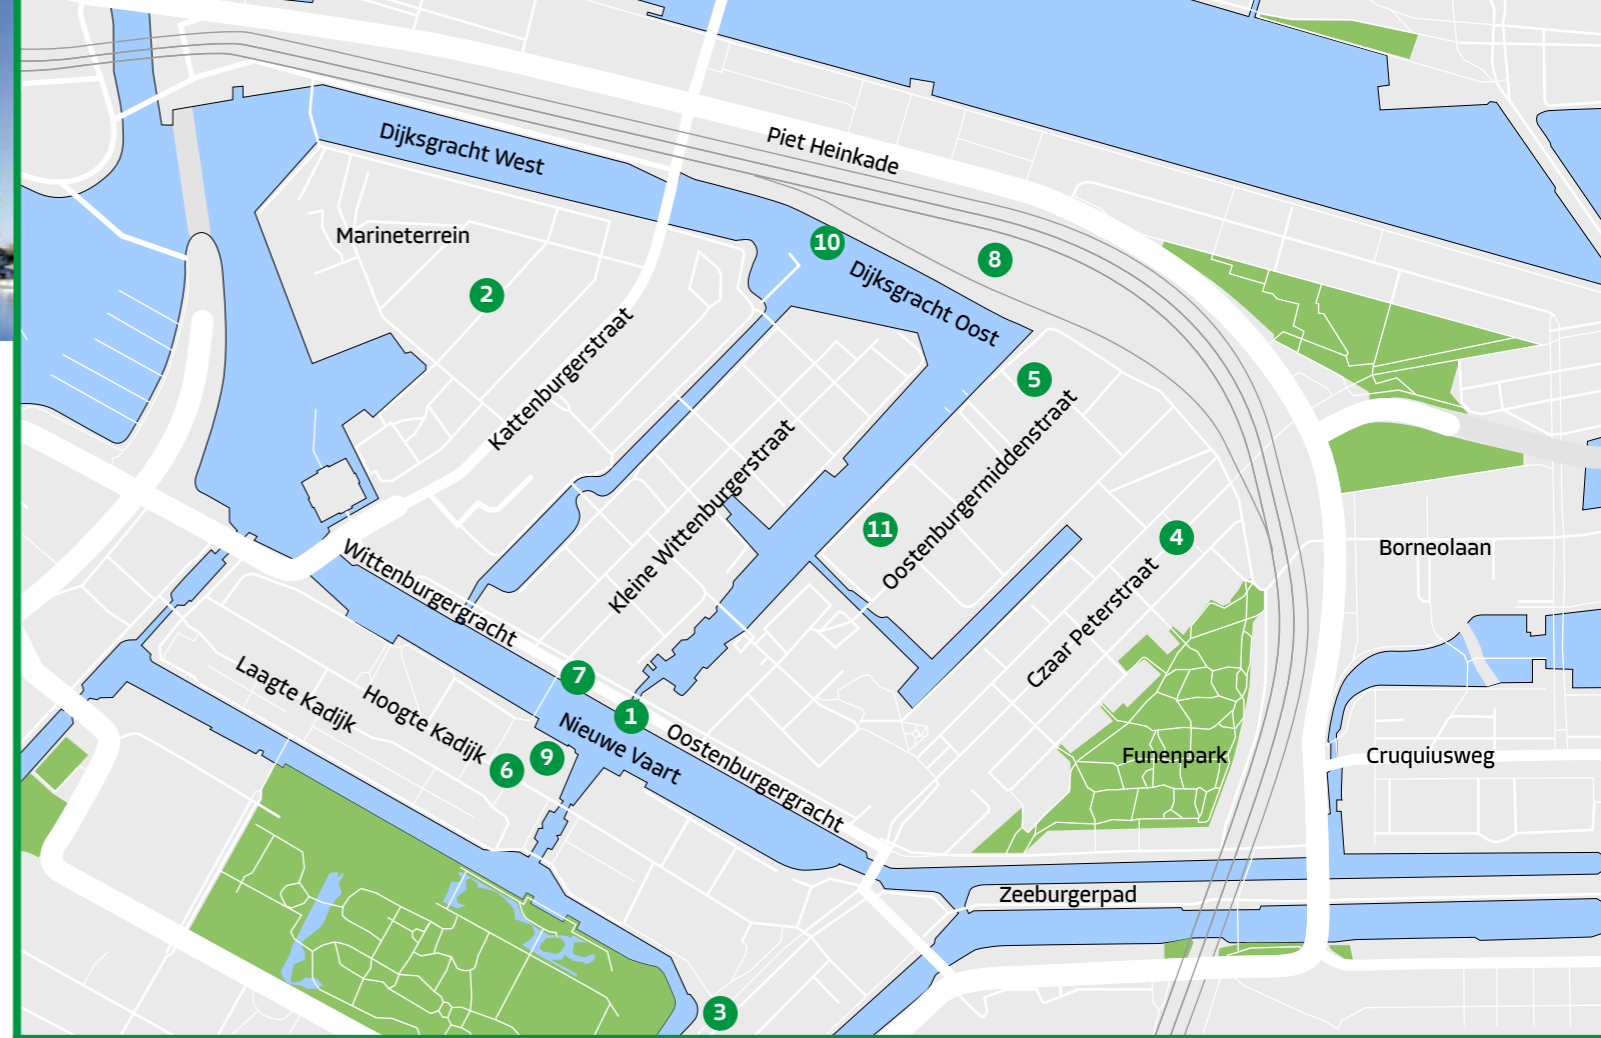 Dijksgracht West
Piet Heinkade
Marineterrein
10
8
Dijksgracht Oost
2
Kattenburgerstraat
5
Oostenburgermiddenstraat
Kleine Wittenburgerstraat
11
4
Borneolaan
Wittenburgergracht
Czaar Peterstraat
Laagte Kadijk
Hoogte Kadijk
7
1
Nieuwe Vaart
Oostenburgergracht
6
9
Funenpark
Cruquiusweg
Zeeburgerpad
3